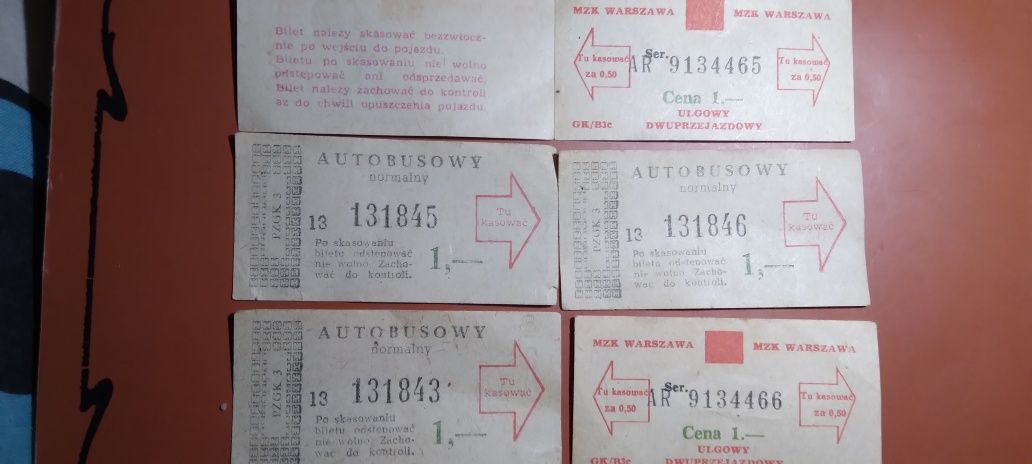 Bilet należy skasować bezzwłocz-
nie po wejściu do pojazdu.
Biletu po skasowaniu nie wolno
odstępować ani odsprzedawać.
Bilet należy zachować do kontroli
aż do chwili opuszczenia pojazdu.
MZK WARSZAWA MZK WARSZAWA
Tu kasować
za 0,50
Ser.
AR 9134465
Tu kasować
za 0,50
Cena 1.—
ULGOWY
GK/B3c DWUPRZEJAZDOWY
PZGK 3
AUTOBUSOWY
normalny
13 131845
Po skasowaniu
biletu odstępować
nie wolno. Zacho-
wać do kontroli.
1,—
Tu
kasować
PZGK 3
AUTOBUSOWY
normalny
13 131846
Po skasowaniu
biletu odstępować
nie wolno. Zacho-
wać do kontroli.
1,—
Tu
kasować
PZGK 3
AUTOBUSOWY
normalny
13 131843
Po skasowaniu
biletu odstępować
nie wolno. Zacho-
wać do kontroli.
1,—
Tu
kasować
MZK WARSZAWA MZK WARSZAWA
Tu kasować
za 0,50
Ser.
AR 9134466
Tu kasować
za 0,50
Cena 1.—
ULGOWY
GK/B3c DWUPRZEJAZDOWY